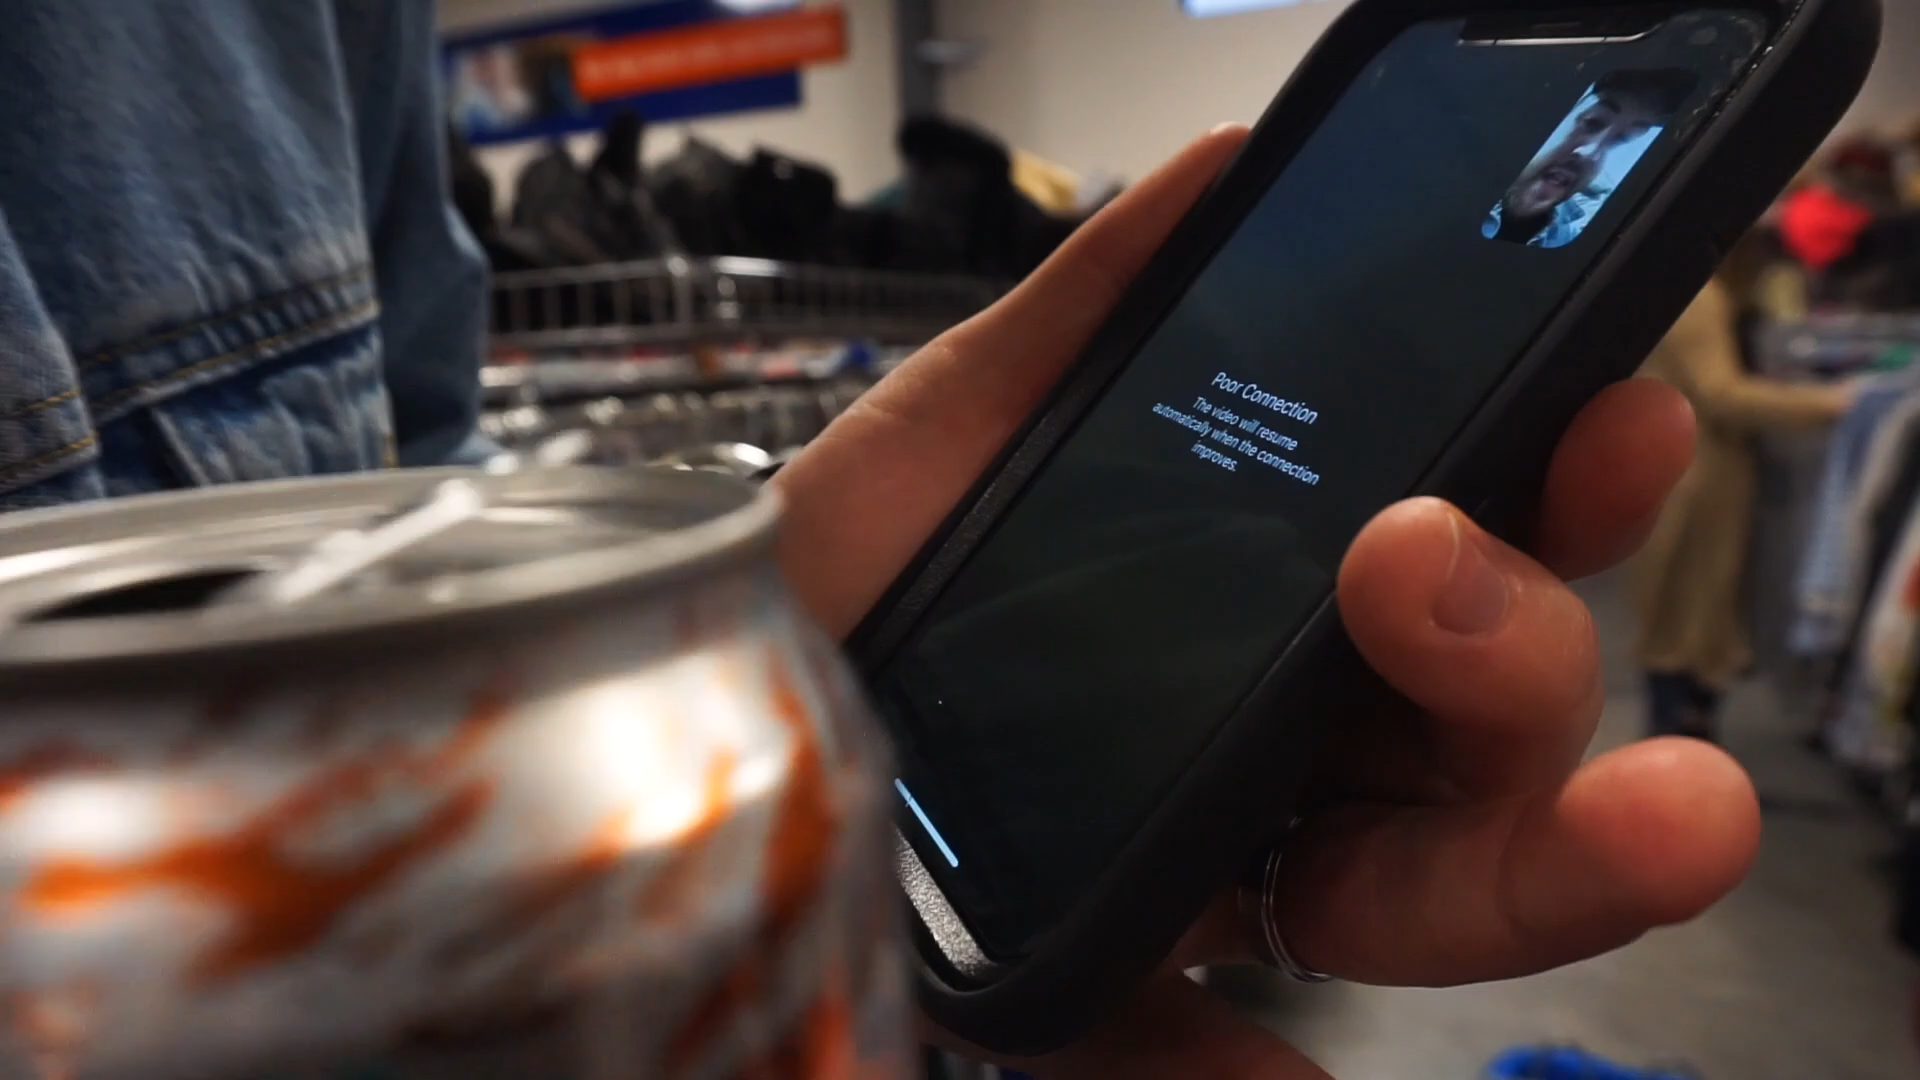 Poor Connection
The video will resume
automatically when the connection
improves.